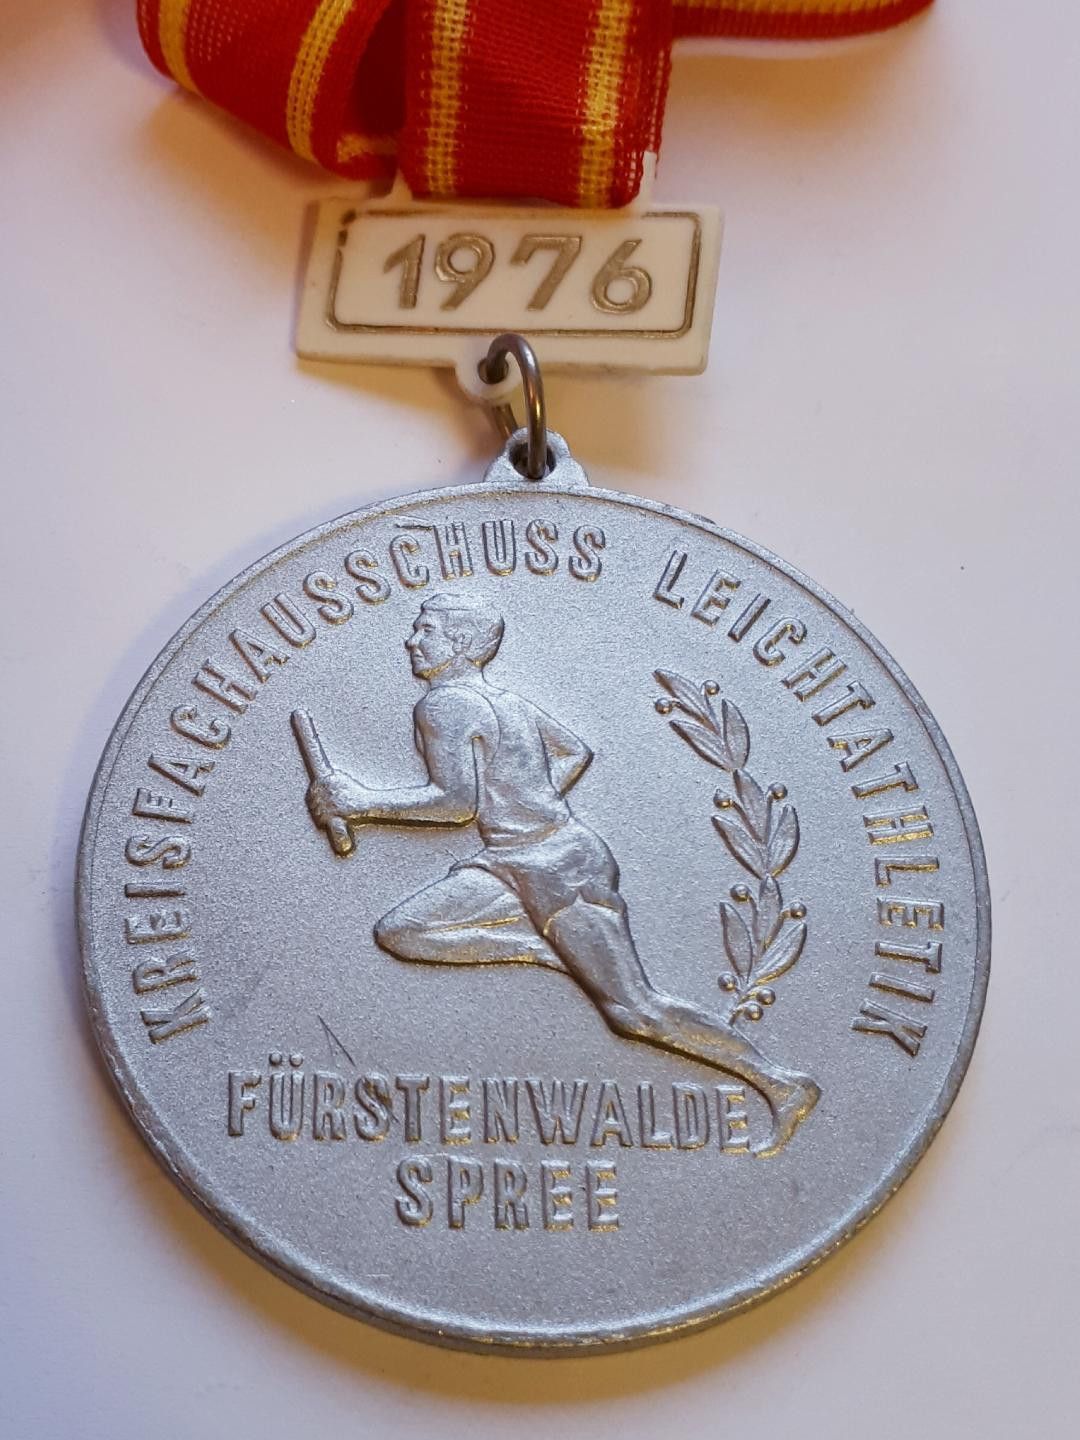 1976
KREISFACHAUSSCHUSS LEICHTATHLETIK
FÜRSTENWALDE
SPREE